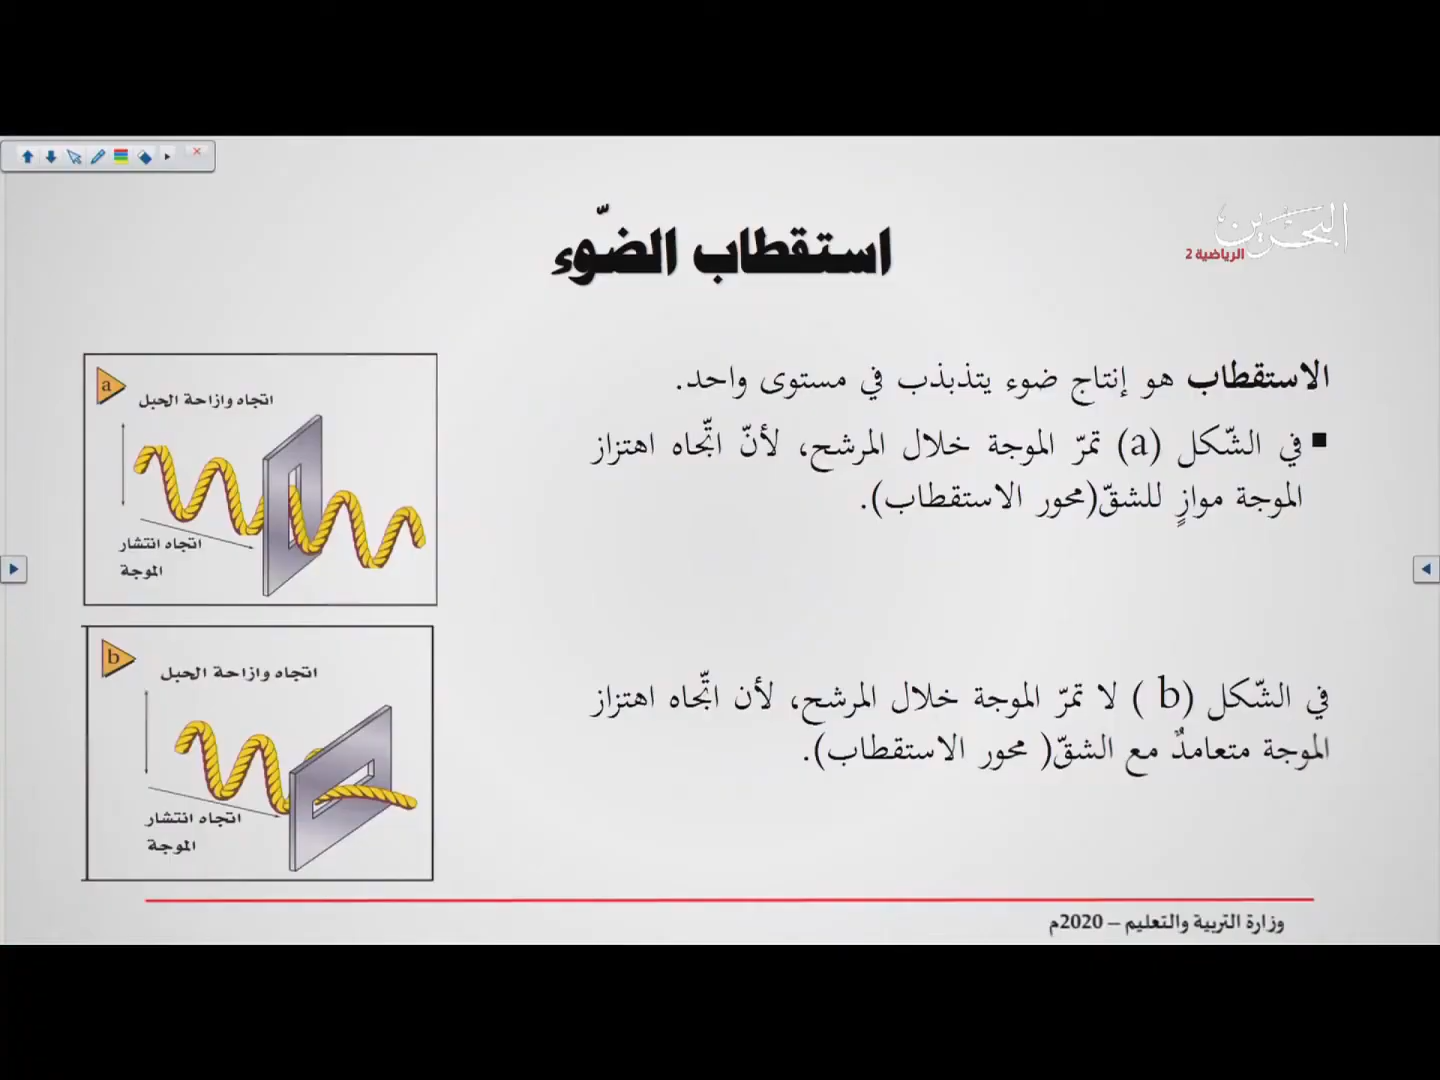 البحرين
الرياضية 2
استقطاب الضّوء
الاستقطاب هو إنتاج ضوء يتذبذب في مستوى واحد.
■ في الشّكل (a) تمرّ الموجة خلال المرشح، لأنّ اتّجاه اهتزاز
الموجة موازٍ للشقّ(محور الاستقطاب).
a
اتجاه وازاحة الحبل
اتجاه انتشار
الموجة
في الشّكل (b ) لا تمرّ الموجة خلال المرشح، لأن اتّجاه اهتزاز
الموجة متعامدٌ مع الشقّ( محور الاستقطاب).
b
اتجاه وازاحة الحبل
اتجاه انتشار
الموجة
وزارة التربية والتعليم – 2020م